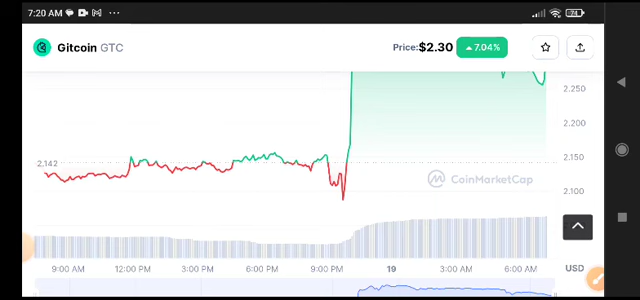 7:20 AM
74
Gitcoin GTC
Price: $2.30 7.04%
2.250
2.200
2,142
2.150
CoinMarketCap
2.100
9:00 AM 12:00 PM 3:00 PM 6:00 PM 9:00 PM 19 3:00 AM 6:00 AM USD